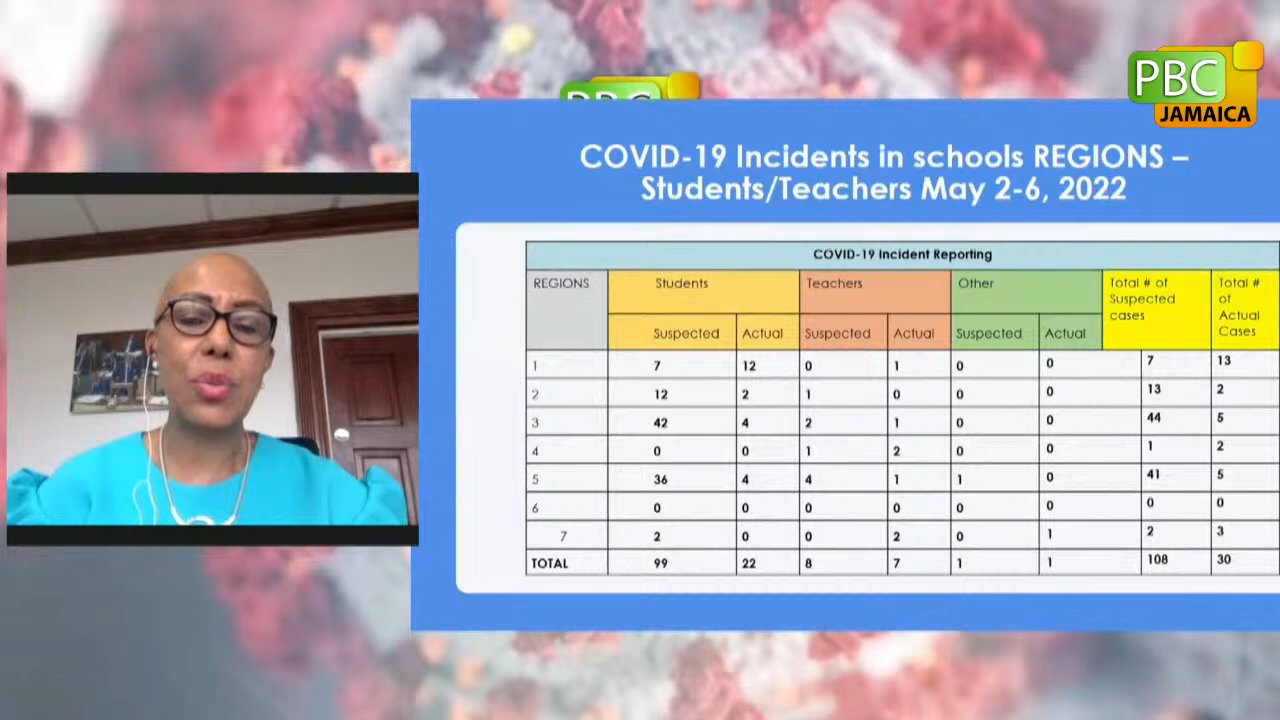 PBC
JAMAICA
PBC
COVID-19 Incidents in schools REGIONS –
Students/Teachers May 2-6, 2022
COVID-19 Incident Reporting
REGIONS Students Teachers Other Total # of Suspected cases Total # of Actual Cases
Suspected Actual Suspected Actual Suspected Actual
1 7 12 0 1 0 0 7 13
2 12 2 1 0 0 0 13 2
3 42 4 2 1 0 0 44 5
4 0 0 1 2 0 0 1 2
5 36 4 4 1 1 0 41 5
6 0 0 0 0 0 0 0 0
7 2 0 0 2 0 1 2 3
TOTAL 99 22 8 7 1 1 108 30